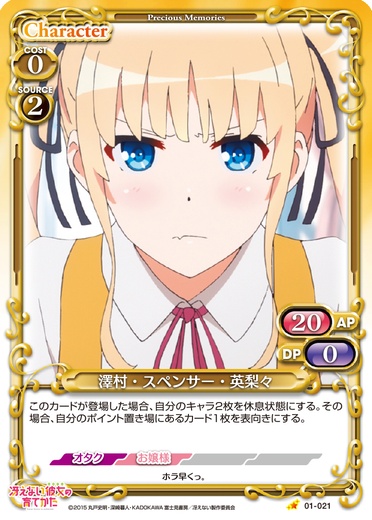 Precious Memories
Character
COST
0
SOURCE
2
20 AP
DP 0
澤村・スペンサー・英梨々
このカードが登場した場合、自分のキャラ2枚を休息状態にする。その
場合、自分のポイント置き場にあるカード1枚を表向きにする。
オタク お嬢様
ホラ早くっ。
冴えない彼女の
育てかた
©2015 丸戸史明・深崎暮人・KADOKAWA 富士見書房／冴えない製作委員会
01-021